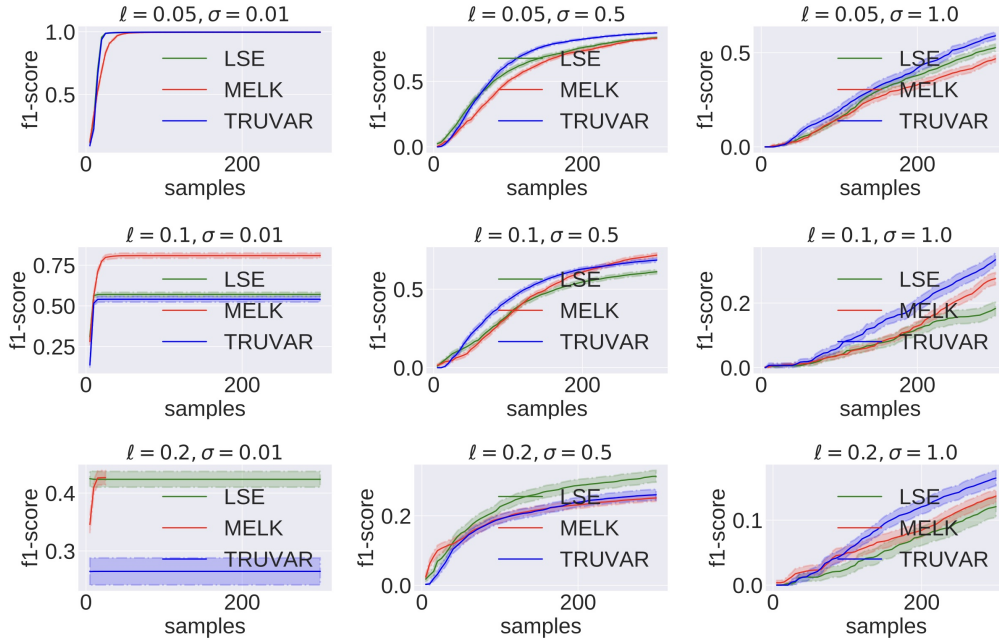 ℓ = 0.05, σ = 0.01
f1-score
1.0
0.5
LSE
MELK
TRUVAR
0
200
samples
ℓ = 0.05, σ = 0.5
f1-score
0.5
0.0
LSE
MELK
TRUVAR
0
200
samples
ℓ = 0.05, σ = 1.0
f1-score
0.5
0.0
LSE
MELK
TRUVAR
0
200
samples
ℓ = 0.1, σ = 0.01
f1-score
0.75
0.50
0.25
LSE
MELK
TRUVAR
0
200
samples
ℓ = 0.1, σ = 0.5
f1-score
0.5
0.0
LSE
MELK
TRUVAR
0
200
samples
ℓ = 0.1, σ = 1.0
f1-score
0.2
0.0
LSE
MELK
TRUVAR
0
200
samples
ℓ = 0.2, σ = 0.01
f1-score
0.4
0.3
LSE
MELK
TRUVAR
0
200
samples
ℓ = 0.2, σ = 0.5
f1-score
0.2
0.0
LSE
MELK
TRUVAR
0
200
samples
ℓ = 0.2, σ = 1.0
f1-score
0.1
0.0
LSE
MELK
TRUVAR
0
200
samples